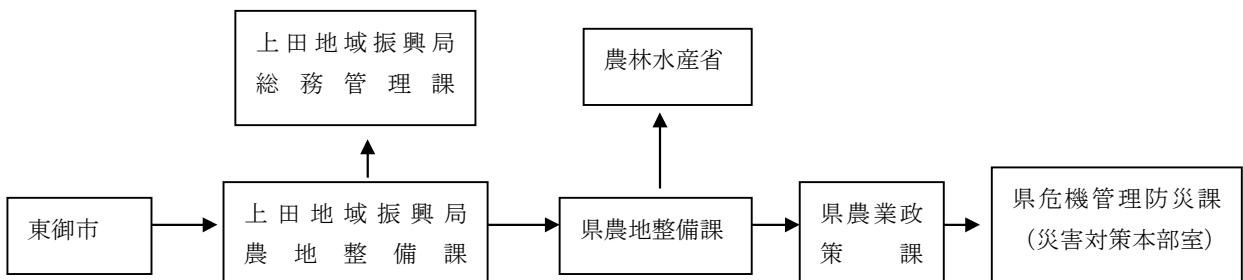 上田地域振興局
総務管理課
農林水産省
東御市
上田地域振興局
農地整備課
県農地整備課
県農業政
策課
県危機管理防災課
（災害対策本部室）